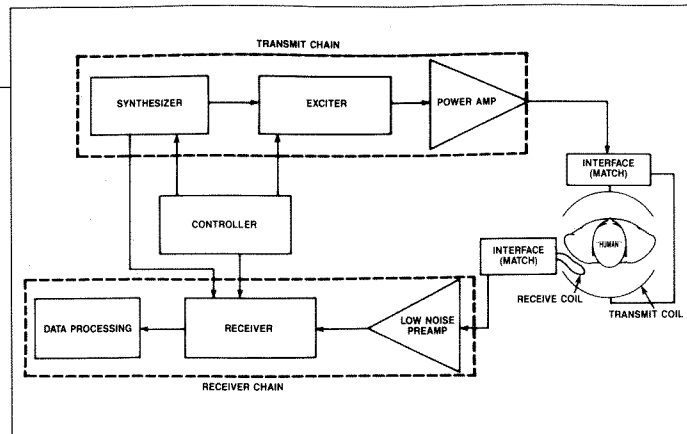 TRANSMIT CHAIN
SYNTHESIZER
EXCITER
POWER AMP
INTERFACE
(MATCH)
CONTROLLER
INTERFACE
(MATCH)
"HUMAN"
RECEIVE COIL
TRANSMIT COIL
DATA PROCESSING
RECEIVER
LOW NOISE
PREAMP
RECEIVER CHAIN